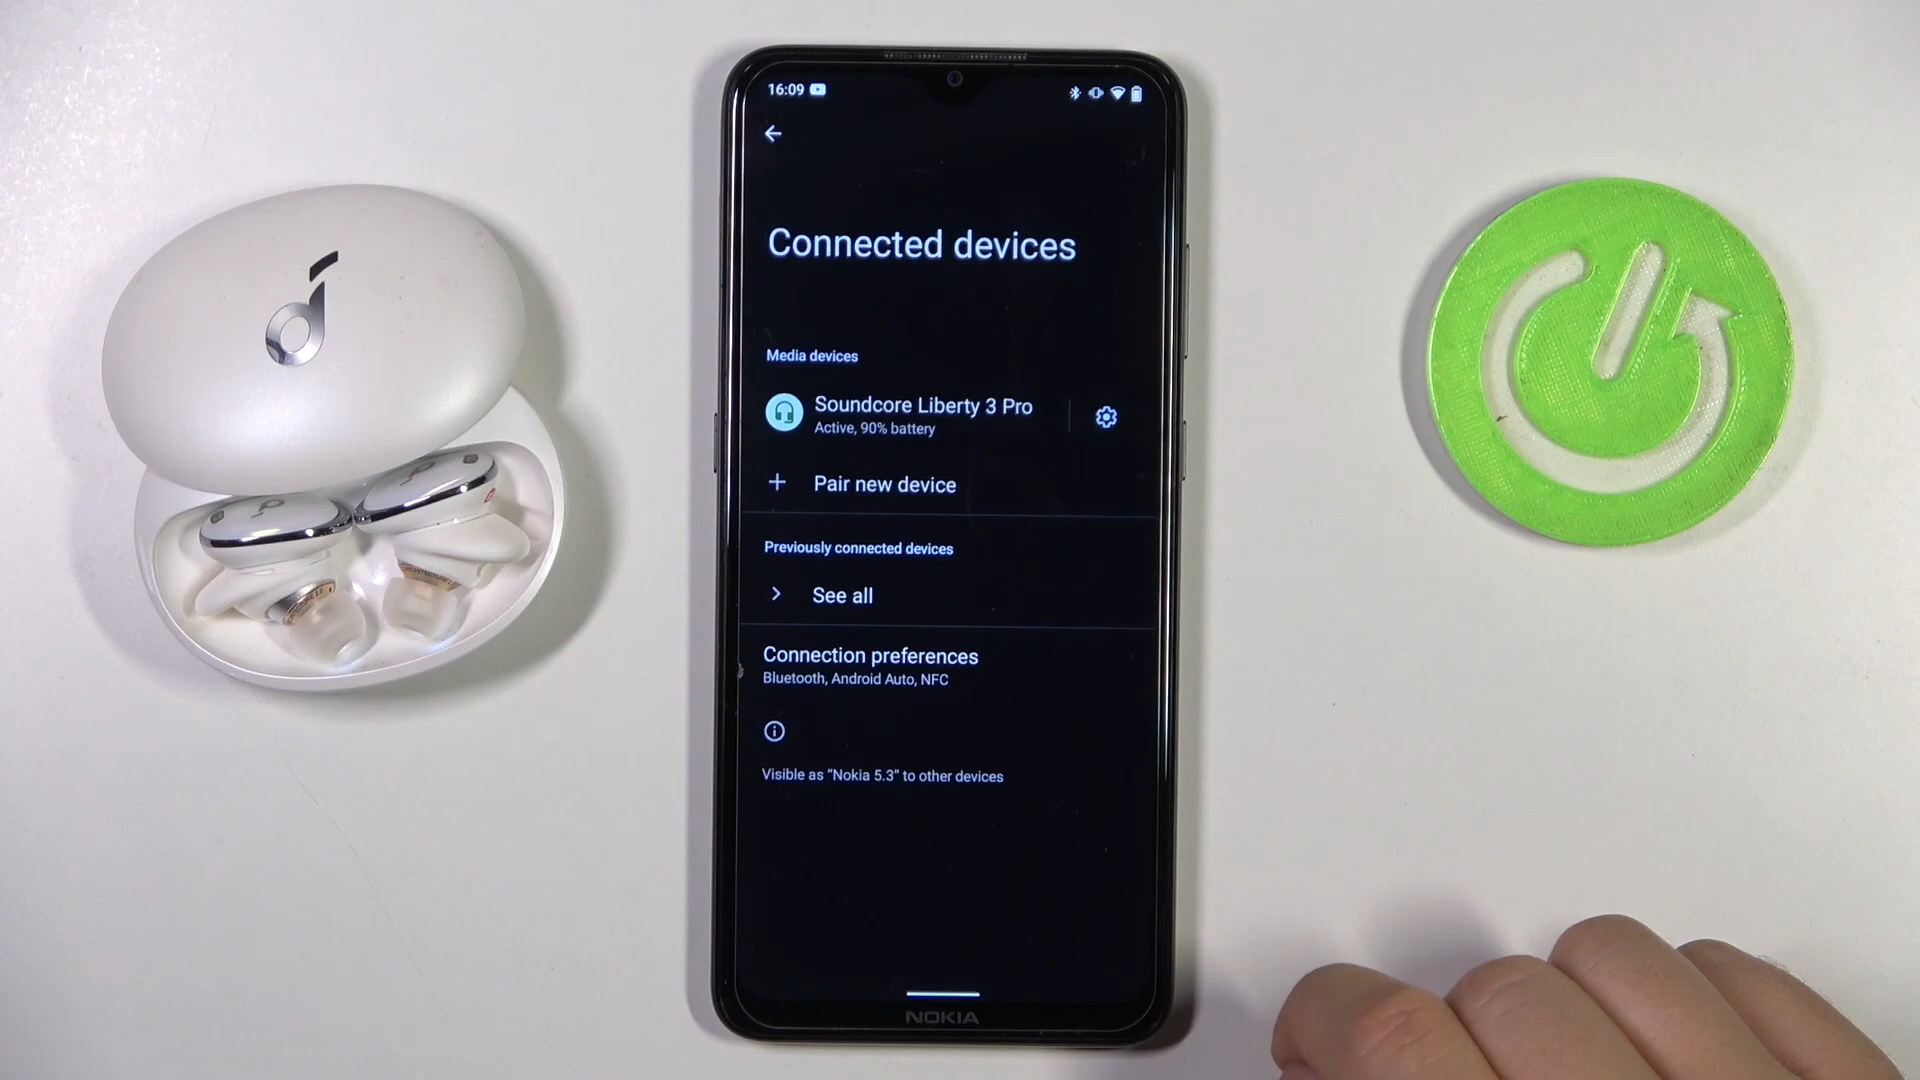 16:09
Connected devices
Media devices
Soundcore Liberty 3 Pro
Active, 90% battery
Pair new device
Previously connected devices
See all
Connection preferences
Bluetooth, Android Auto, NFC
Visible as "Nokia 5.3" to other devices
NOKIA